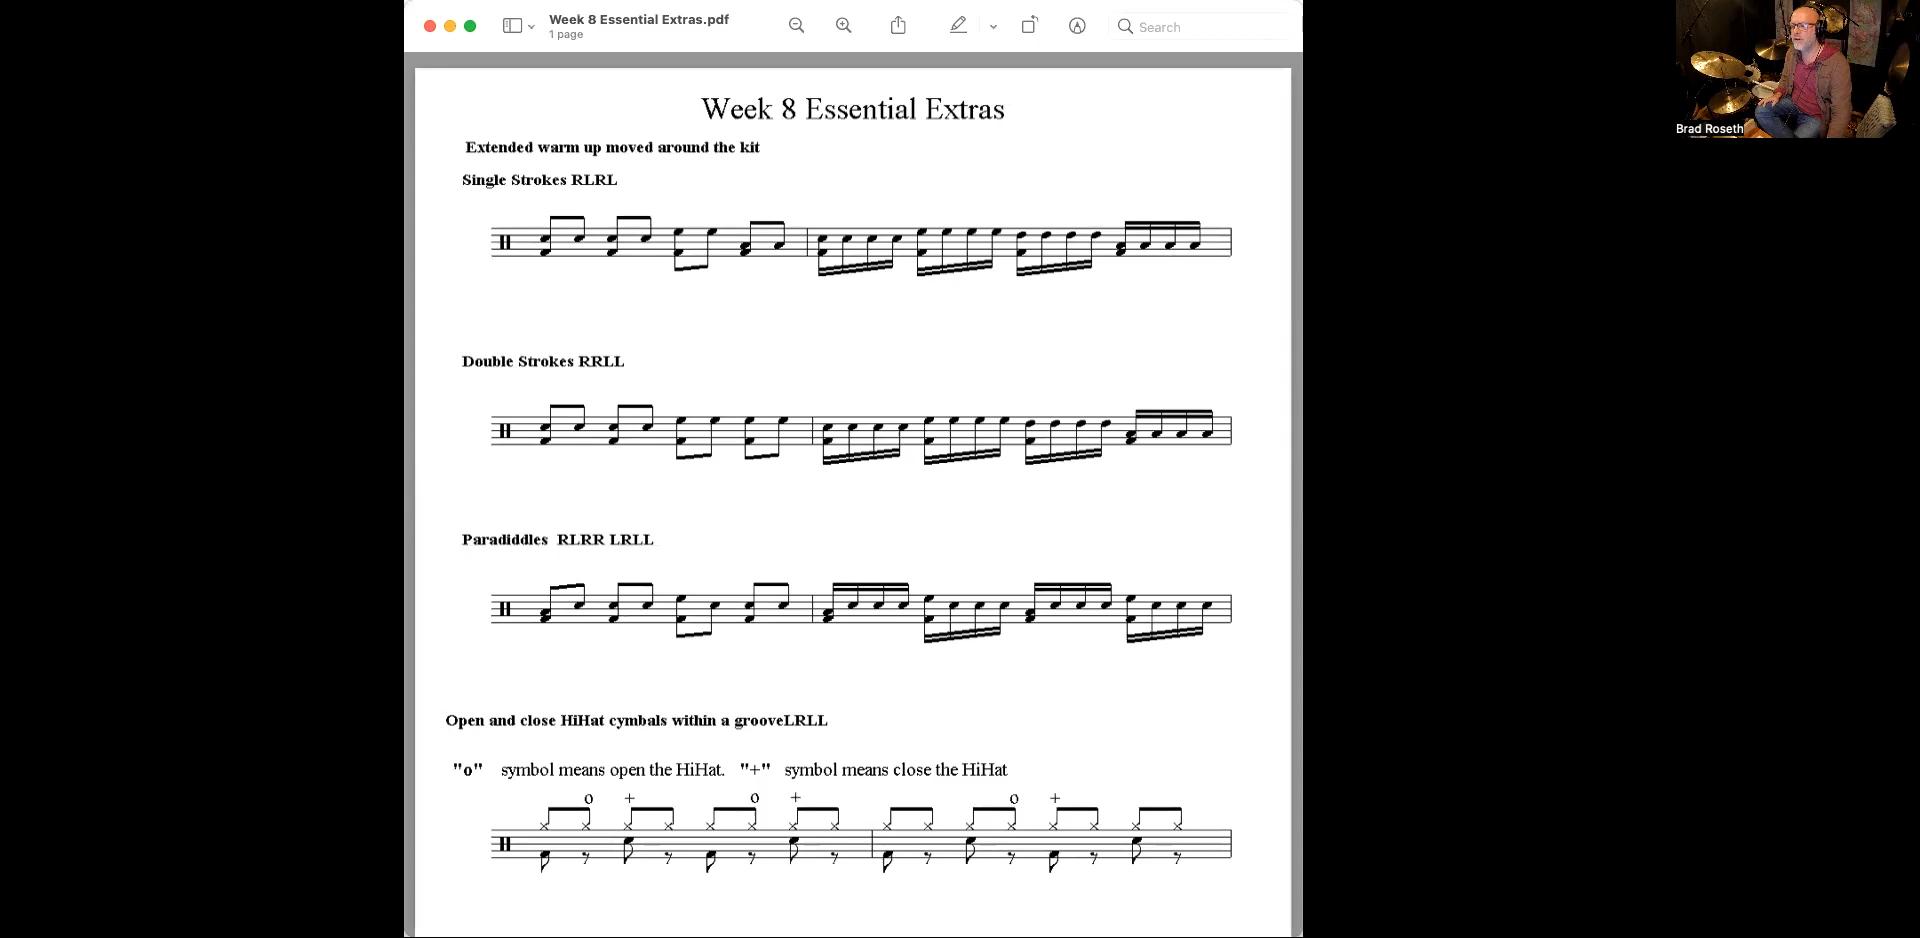 Week 8 Essential Extras.pdf
1 page
Search
Brad Roseth
Week 8 Essential Extras
Extended warm up moved around the kit
Single Strokes RLRL
Double Strokes RRLL
Paradiddles RLRR LRLL
Open and close HiHat cymbals within a grooveLRLL
"o" symbol means open the HiHat. "+" symbol means close the HiHat
o + o + o +